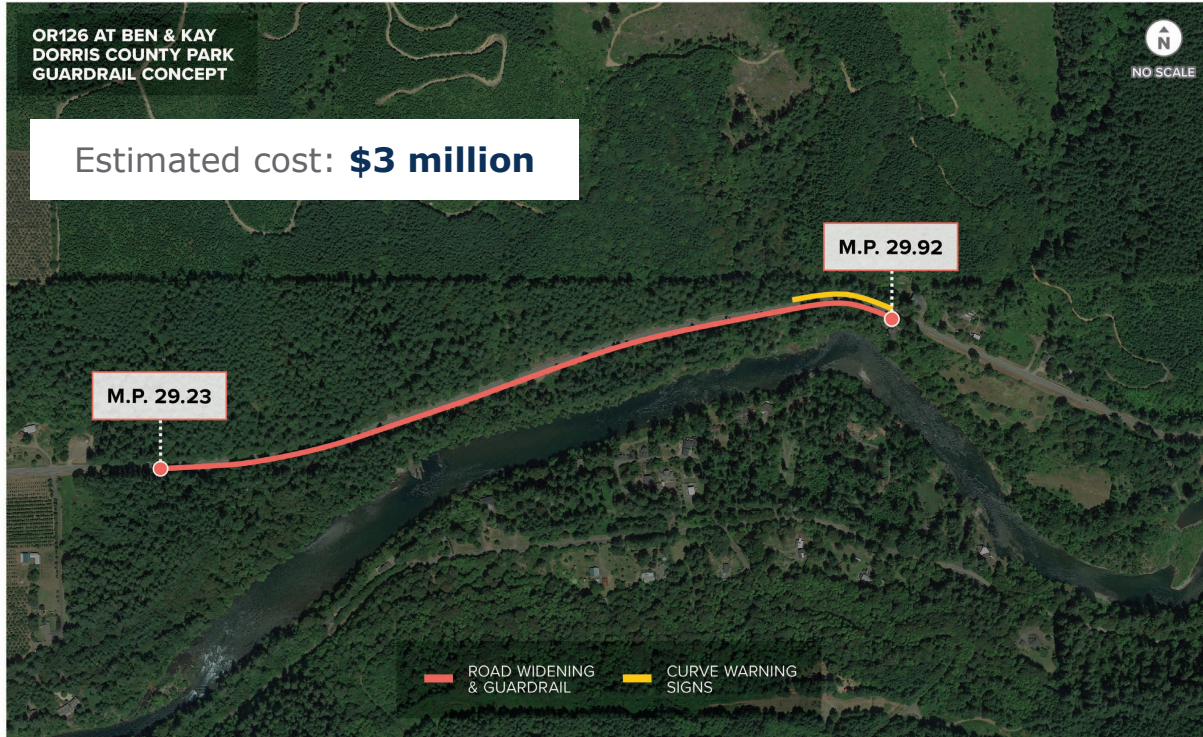 OR126 AT BEN & KAY
DORRIS COUNTY PARK
GUARDRAIL CONCEPT
N
NO SCALE
Estimated cost: $3 million
M.P. 29.92
M.P. 29.23
ROAD WIDENING
& GUARDRAIL
CURVE WARNING
SIGNS